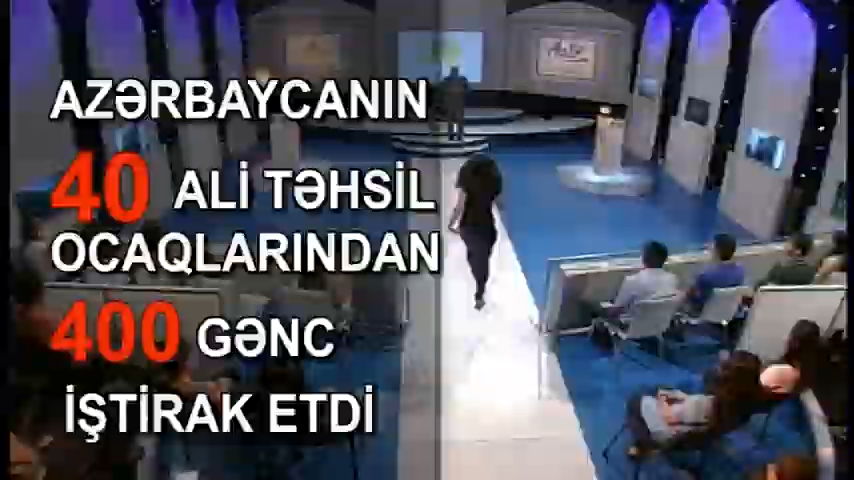 AZƏRBAYCANIN
40 ALİ TƏHSİL
OCAQLARINDAN
400 GƏNC
İŞTİRAK ETDİ